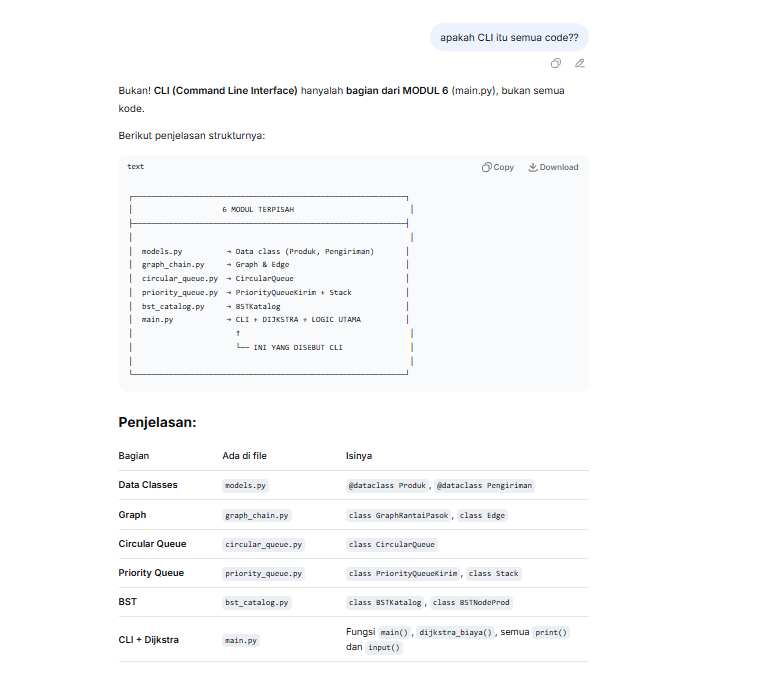 apakah CLI itu semua code??
Bukan! CLI (Command Line Interface) hanyalah bagian dari MODUL 6 (main.py), bukan semua
kode.
Berikut penjelasan strukturnya:
text Copy Download
6 MODUL TERPISAH
models.py → Data class (Produk, Pengiriman)
graph_chain.py → Graph & Edge
circular_queue.py → CircularQueue
priority_queue.py → PriorityQueueKirim + Stack
bst_catalog.py → BSTKatalog
main.py → CLI + DIJKSTRA + LOGIC UTAMA
↑
└── INI YANG DISEBUT CLI
Penjelasan:
Bagian Ada di file Isinya
Data Classes models.py @dataclass Produk, @dataclass Pengiriman
Graph graph_chain.py class GraphRantaiPasok, class Edge
Circular Queue circular_queue.py class CircularQueue
Priority Queue priority_queue.py class PriorityQueueKirim, class Stack
BST bst_catalog.py class BSTKatalog, class BSTNodeProd
CLI + Dijkstra main.py Fungsi main(), dijkstra_biaya(), semua print()
dan input()